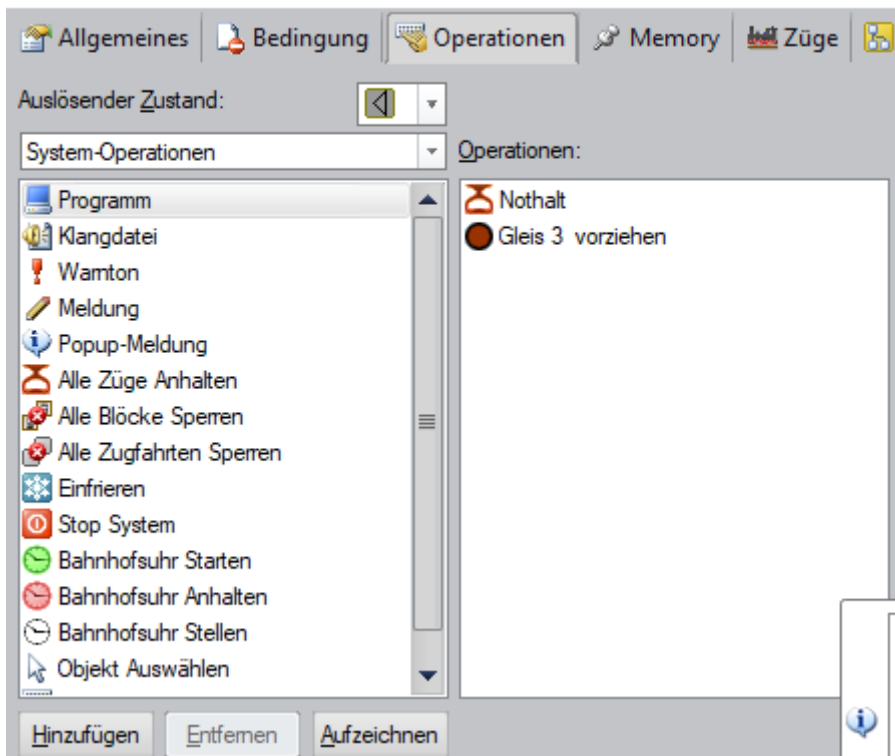 Allgemeines Bedingung Operationen Memory Züge
Auslösender Zustand:
System-Operationen
Programm
Klangdatei
Warnton
Meldung
Popup-Meldung
Alle Züge Anhalten
Alle Blöcke Sperren
Alle Zugfahrten Sperren
Einfrieren
Stop System
Bahnhofsuhr Starten
Bahnhofsuhr Anhalten
Bahnhofsuhr Stellen
Objekt Auswählen
Operationen:
Nothalt
Gleis 3 vorziehen
Hinzufügen Entfernen Aufzeichnen